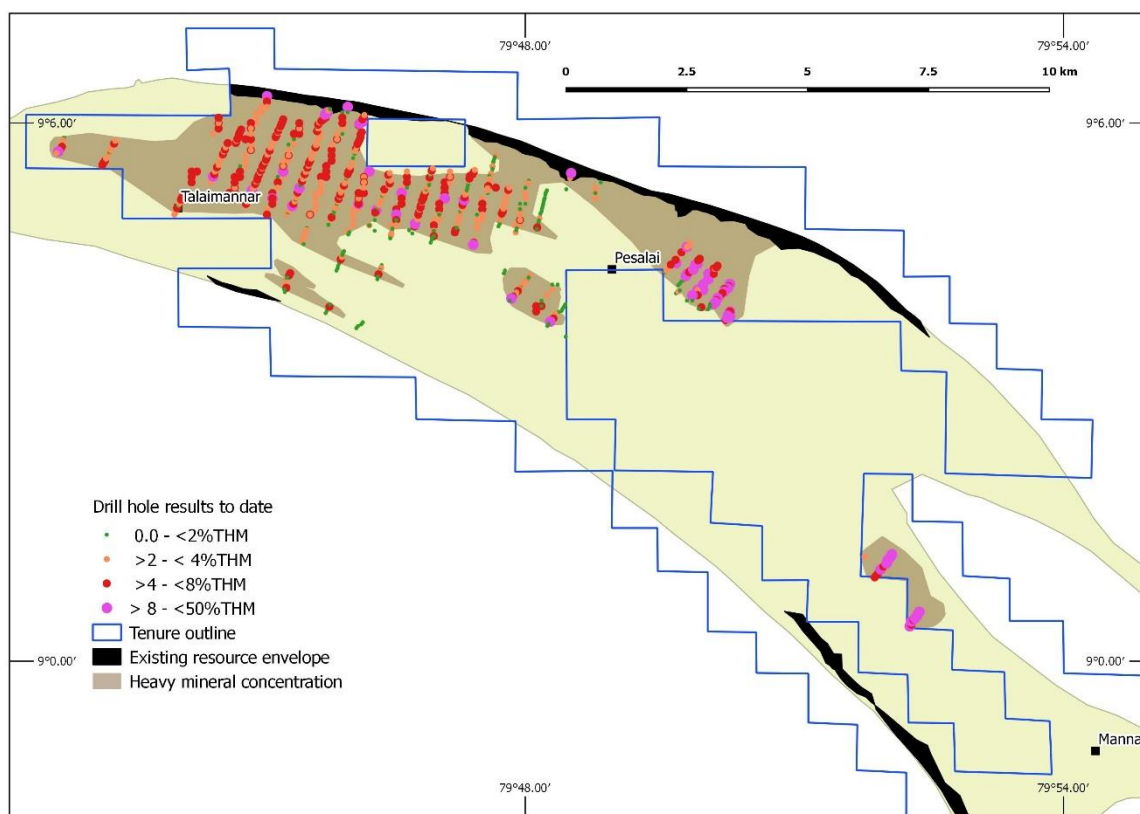 79°48.00'
79°54.00'
0
2.5
5
7.5
10 km
9°6.00'
9°6.00'
Talaimannar
Pesalai
Drill hole results to date
0.0 - <2%THM
>2 - < 4%THM
>4 - <8%THM
> 8 - <50%THM
Tenure outline
Existing resource envelope
Heavy mineral concentration
9°0.00'
9°0.00'
Manna
79°48.00'
79°54.00'